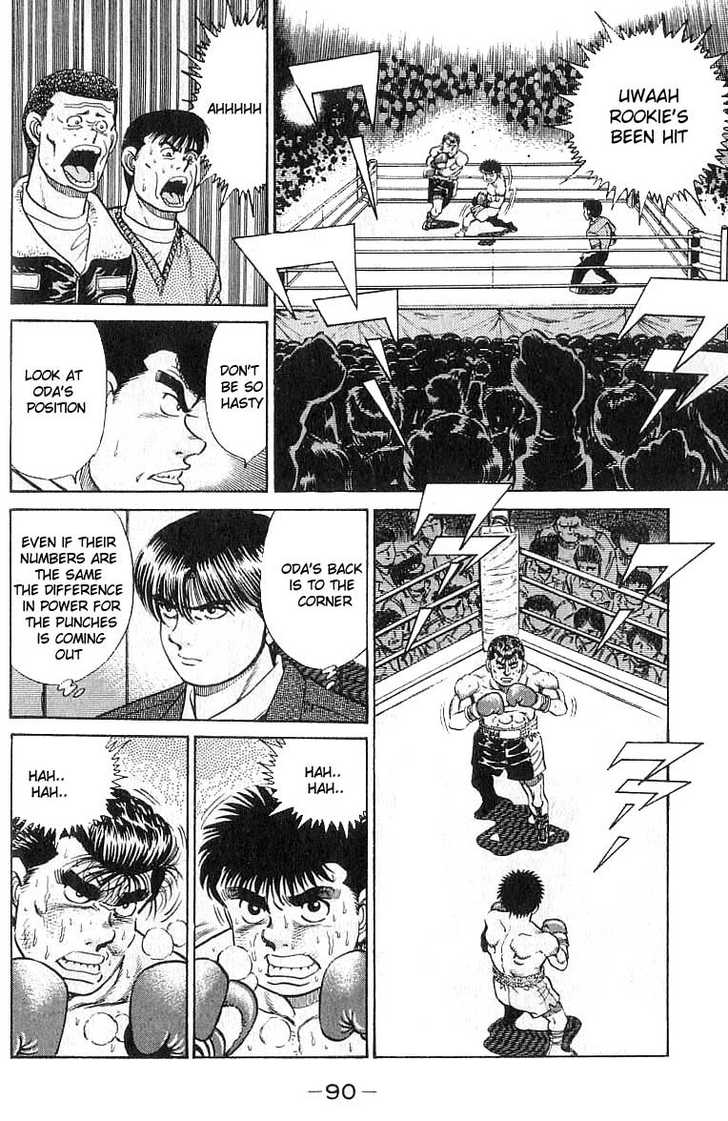 UWAAH
ROOKIE'S
BEEN HIT
AHHHHH
DON'T
BE SO
HASTY
LOOK AT
ODA'S
POSITION
ODA'S BACK
IS TO THE
CORNER
EVEN IF THEIR
NUMBERS ARE
THE SAME
THE DIFFERENCE
IN POWER FOR
THE PUNCHES
IS COMING
OUT
HAH..
HAH..
HAH..
HAH..
—90—